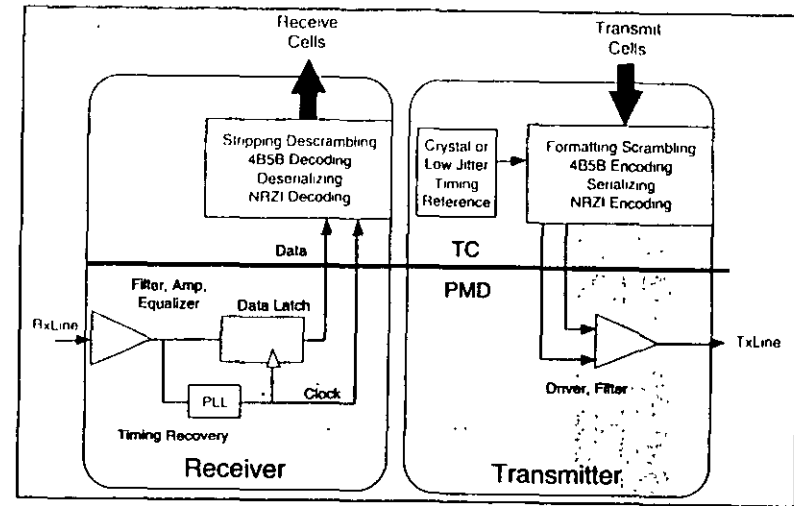 Receive
Cells
Transmit
Cells
Stripping Descrambling
4B5B Decoding
Deserializing
NRZI Decoding
Crystal or
Low Jitter
Timing
Reference
Formatting Scrambling
4B5B Encoding
Serializing
NRZI Encoding
Data
TC
PMD
Filter, Amp,
Equalizer
Data Latch
RxLine
TxLine
PLL
Clock
Driver, Filter
Timing Recovery
Receiver
Transmitter